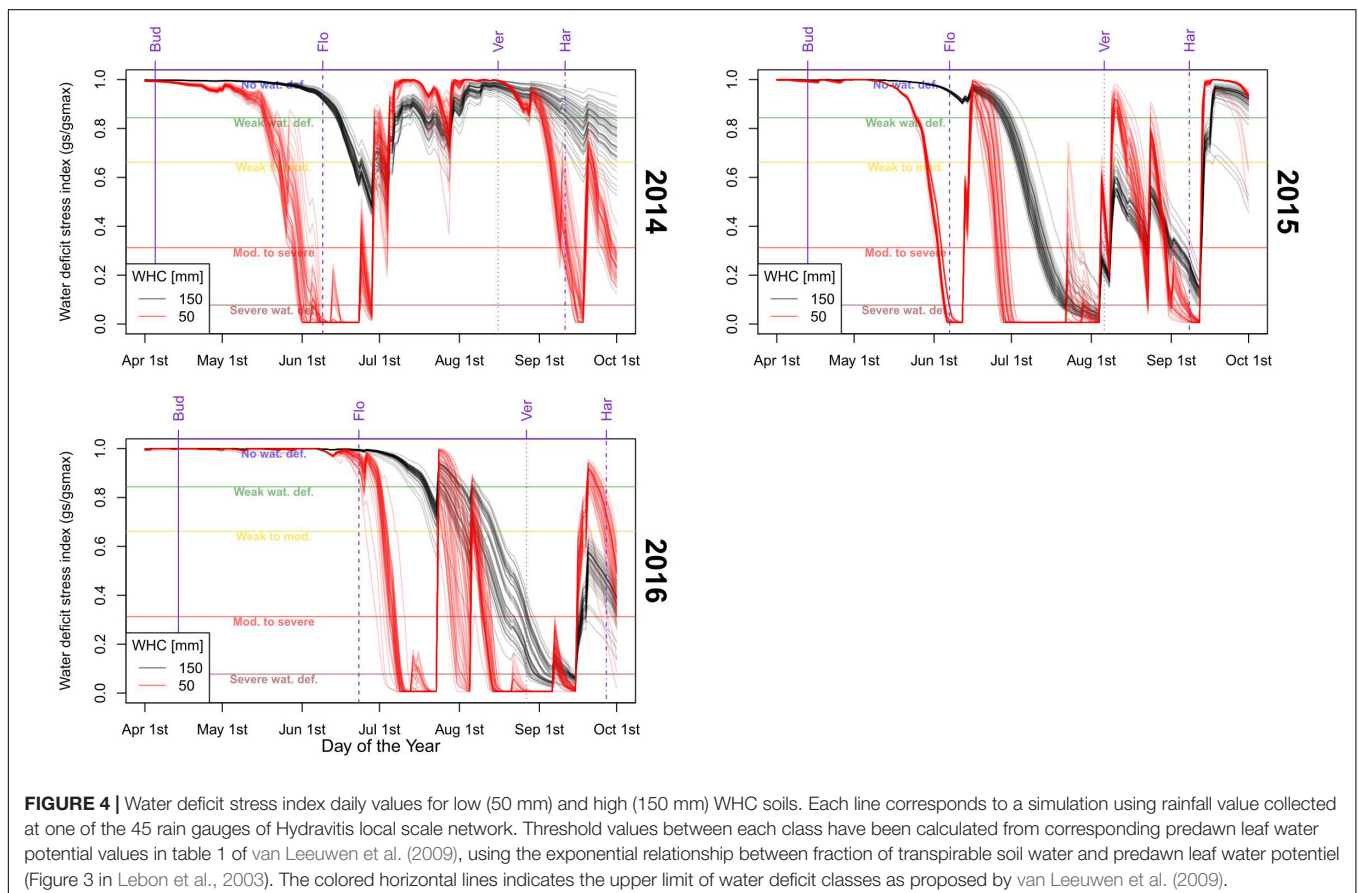 Bud
Flo
Ver
Har
Water deficit stress index (gs/gsmax)
1.0
0.8
0.6
0.4
0.2
0.0
No wat. def.
Weak wat. def.
Weak to mod.
Mod. to severe
Severe wat. def.
WHC [mm]
150
50
Apr 1st May 1st Jun 1st Jul 1st Aug 1st Sep 1st Oct 1st
2014
Bud
Flo
Ver
Har
1.0
0.8
0.6
0.4
0.2
0.0
No wat. def.
Weak wat. def.
Weak to mod.
Mod. to severe
Severe wat. def.
WHC [mm]
150
50
Apr 1st May 1st Jun 1st Jul 1st Aug 1st Sep 1st Oct 1st
2015
Bud
Flo
Ver
Har
Water deficit stress index (gs/gsmax)
1.0
0.8
0.6
0.4
0.2
0.0
No wat. def.
Weak wat. def.
Weak to mod.
Mod. to severe
Severe wat. def.
WHC [mm]
150
50
Apr 1st May 1st Jun 1st Jul 1st Aug 1st Sep 1st Oct 1st
Day of the Year
2016
FIGURE 4 | Water deficit stress index daily values for low (50 mm) and high (150 mm) WHC soils. Each line corresponds to a simulation using rainfall value collected
at one of the 45 rain gauges of Hydravitis local scale network. Threshold values between each class have been calculated from corresponding predawn leaf water
potential values in table 1 of van Leeuwen et al. (2009), using the exponential relationship between fraction of transpirable soil water and predawn leaf water potentiel
(Figure 3 in Lebon et al., 2003). The colored horizontal lines indicates the upper limit of water deficit classes as proposed by van Leeuwen et al. (2009).